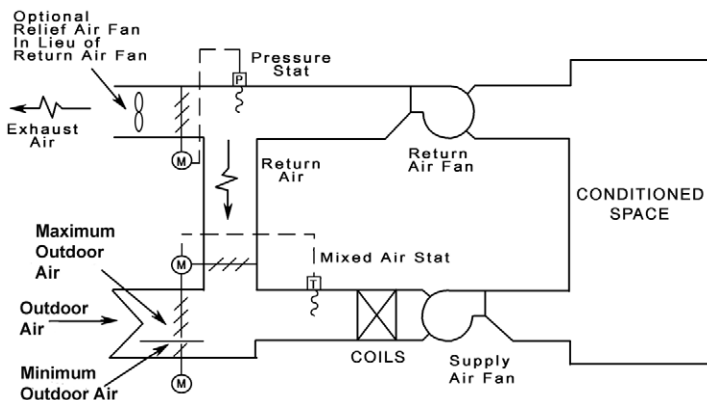 Optional
Relief Air Fan
In Lieu of
Return Air Fan
Pressure
Stat
P
Exhaust
Air
M
Return
Air
Return
Air Fan
CONDITIONED
SPACE
Maximum
Outdoor
Air
M
Mixed Air Stat
T
Outdoor
Air
COILS
Supply
Air Fan
Minimum
Outdoor Air
M